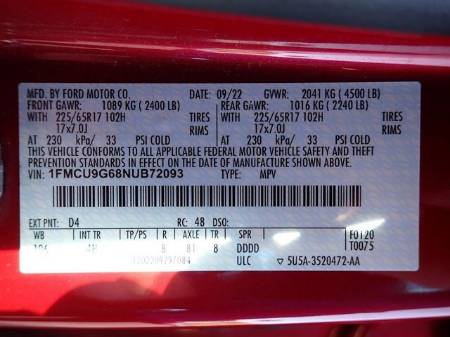 MFD. BY FORD MOTOR CO. 09/22 GVWR: 2041 KG ( 4500 LB)
FRONT GAWR: 1089 KG ( 2400 LB) REAR GAWR: 1016 KG ( 2240 LB)
WITH 225/65R17 102H TIRES WITH 225/65R17 102H TIRES
17x7.0J RIMS 17x7.0J RIMS
AT 230 kPa/ 33 PSI COLD AT 230 kPa/ 33 PSI COLD
THIS VEHICLE CONFORMS TO ALL APPLICABLE FEDERAL MOTOR VEHICLE SAFETY AND
THEFT PREVENTION STANDARDS IN EFFECT ON THE DATE OF MANUFACTURE SHOWN ABOVE.
VIN: 1FMCU9G68NUB72093 TYPE: MPV
EXT PNT: D4 RC: 48 DSO: F0120
WB INT TR TP/PS R AXLE TR SPR T0075
8 8 DDDD
ULC 5U5A-3520472-AA